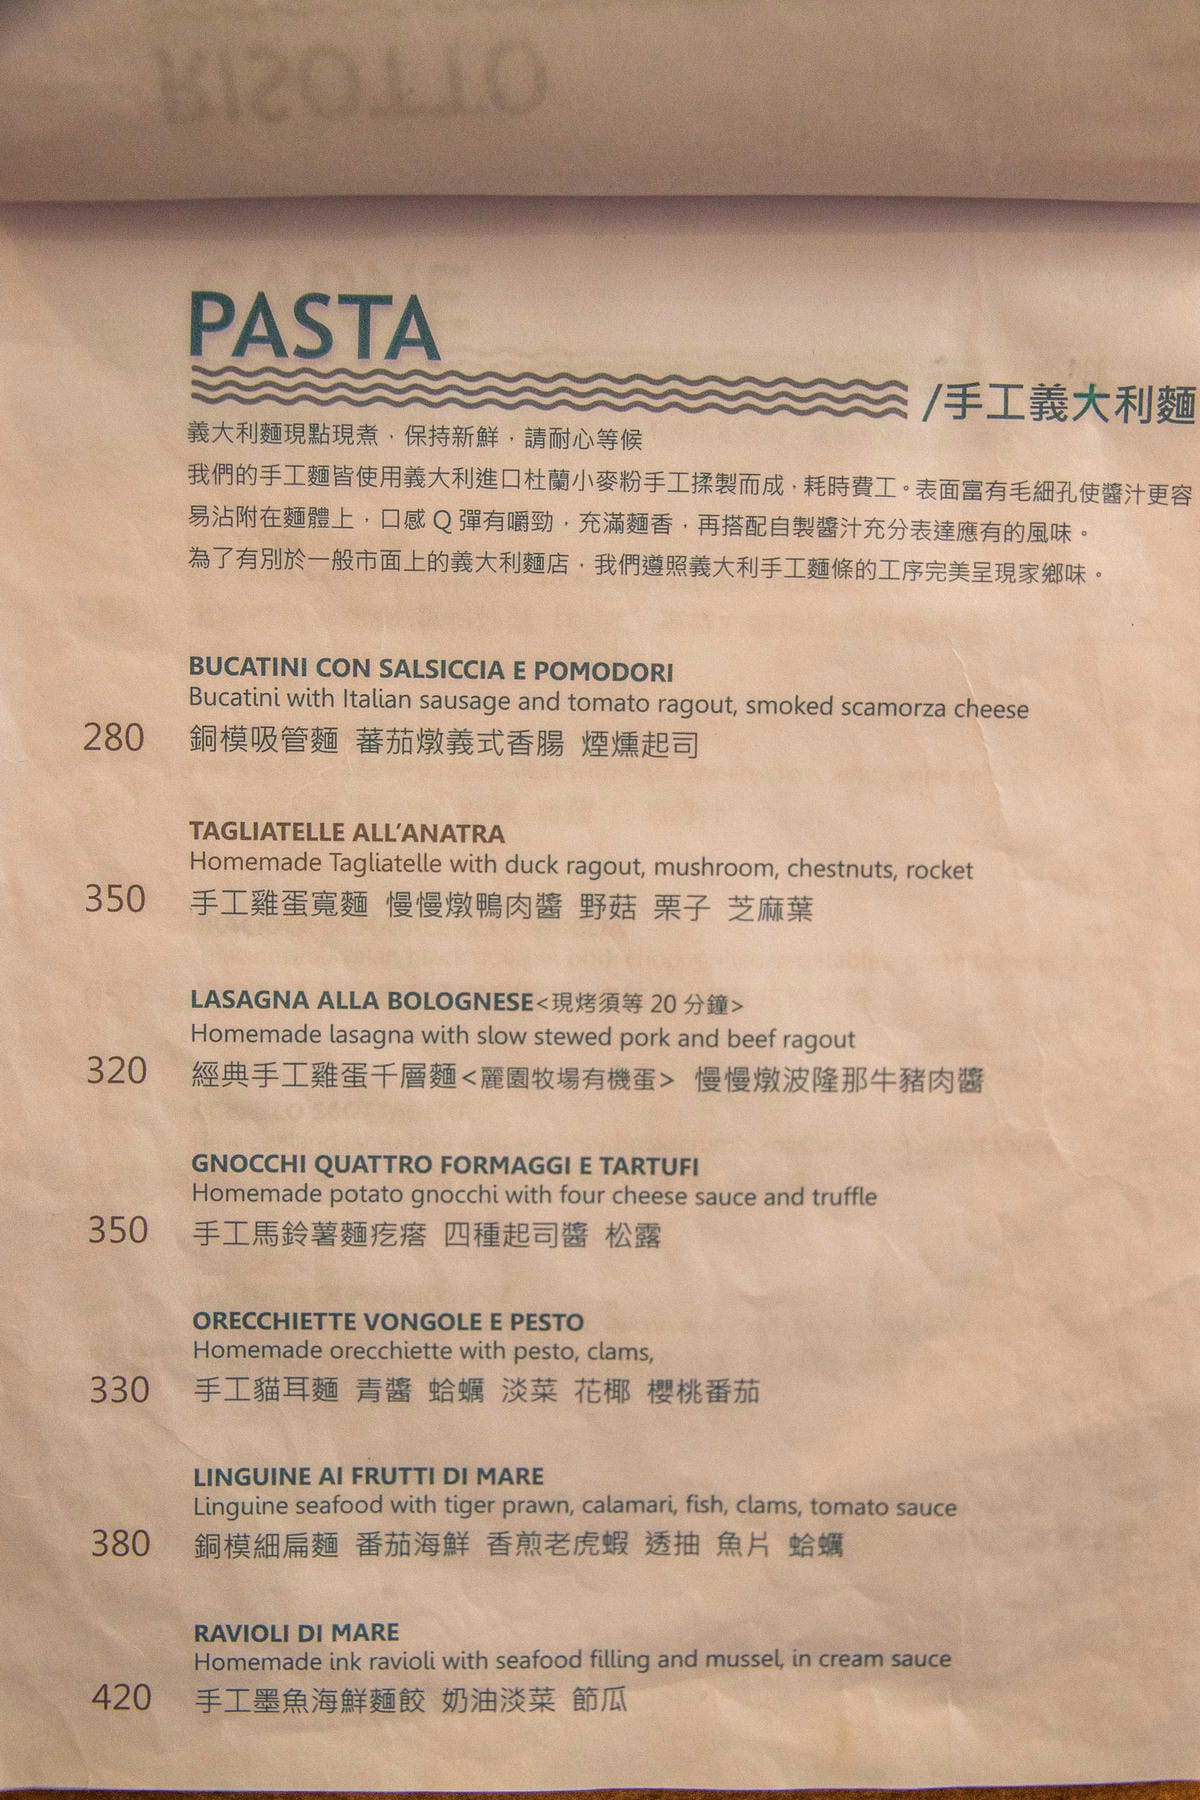 RISOTTO
PASTA
/手工義大利麵
義大利麵現點現煮，保持新鮮，請耐心等候
我們的手工麵皆使用義大利進口杜蘭小麥粉手工揉製而成，耗時費工。表面富有毛細孔使醬汁更容
易沾附在麵體上，口感 Q 彈有嚼勁，充滿麵香，再搭配自製醬汁充分表達應有的風味。
為了有別於一般市面上的義大利麵店，我們遵照義大利手工麵條的工序完美呈現家鄉味。
BUCATINI CON SALSICCIA E POMODORI
Bucatini with Italian sausage and tomato ragout, smoked scamorza cheese
280 銅模吸管麵 蕃茄燉義式香腸 煙燻起司
TAGLIATELLE ALL’ANATRA
Homemade Tagliatelle with duck ragout, mushroom, chestnuts, rocket
350 手工雞蛋寬麵 慢慢燉鴨肉醬 野菇 栗子 芝麻葉
LASAGNA ALLA BOLOGNESE<現烤須等 20 分鐘>
Homemade lasagna with slow stewed pork and beef ragout
320 經典手工雞蛋千層麵<麗園牧場有機蛋> 慢慢燉波隆那牛豬肉醬
GNOCCHI QUATTRO FORMAGGI E TARTUFI
Homemade potato gnocchi with four cheese sauce and truffle
350 手工馬鈴薯麵疙瘩 四種起司醬 松露
ORECCHIETTE VONGOLE E PESTO
Homemade orecchiette with pesto, clams,
330 手工貓耳麵 青醬 蛤蠣 淡菜 花椰 櫻桃番茄
LINGUINE AI FRUTTI DI MARE
Linguine seafood with tiger prawn, calamari, fish, clams, tomato sauce
380 銅模細扁麵 番茄海鮮 香煎老虎蝦 透抽 魚片 蛤蠣
RAVIOLI DI MARE
Homemade ink ravioli with seafood filling and mussel, in cream sauce
420 手工墨魚海鮮麵餃 奶油淡菜 節瓜